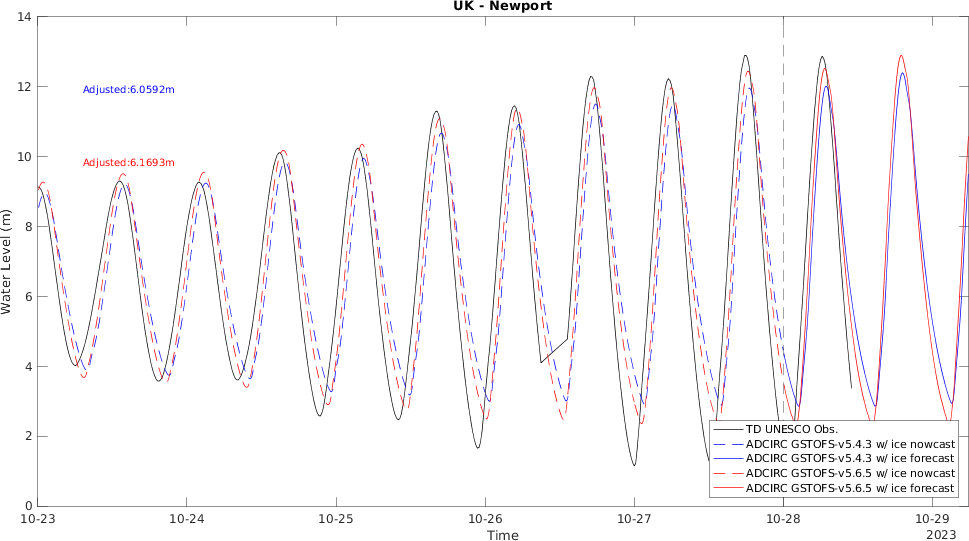 UK - Newport
14
12
10
8
6
4
2
0
Water Level (m)
Adjusted:6.0592m
Adjusted:6.1693m
TD UNESCO Obs.
ADCIRC GSTOFS-v5.4.3 w/ ice nowcast
ADCIRC GSTOFS-v5.4.3 w/ ice forecast
ADCIRC GSTOFS-v5.6.5 w/ ice nowcast
ADCIRC GSTOFS-v5.6.5 w/ ice forecast
10-23 10-24 10-25 10-26 10-27 10-28 10-29
Time
2023